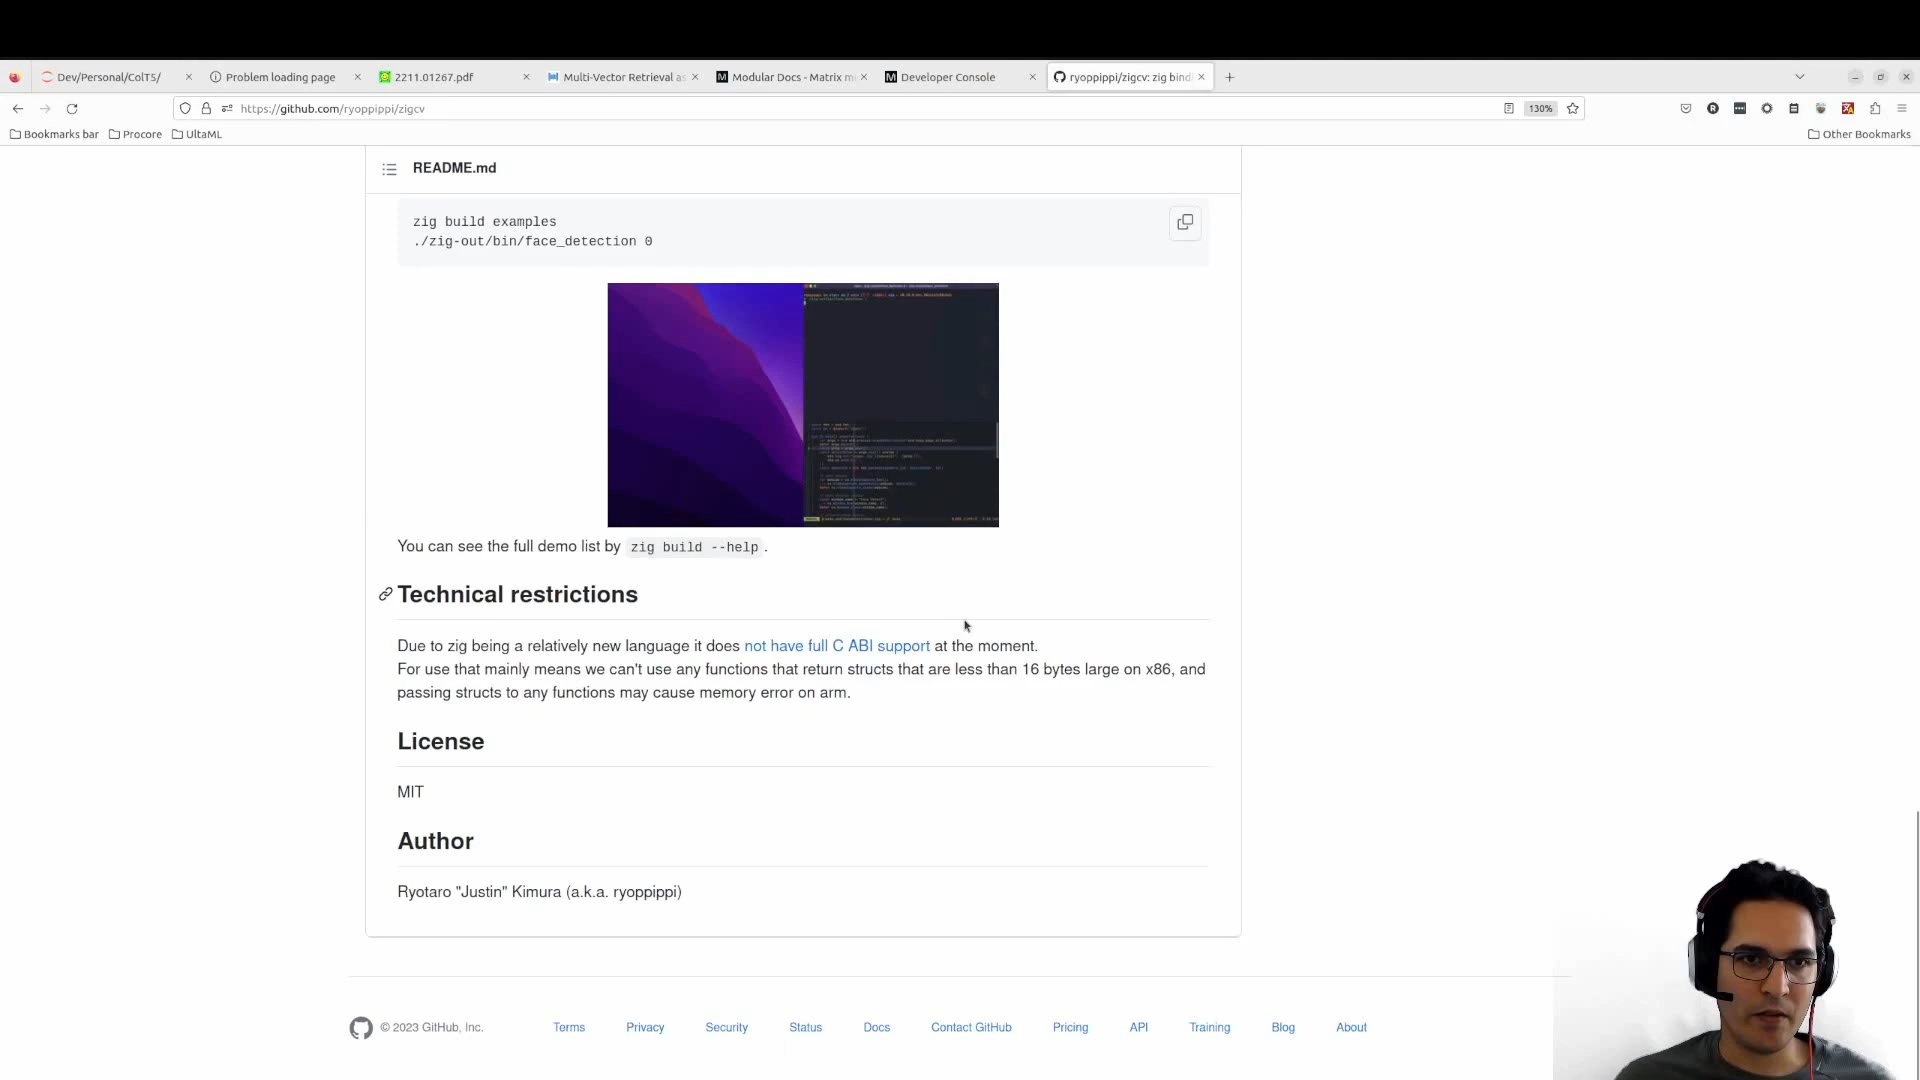 Dev/Personal/ColT5/
Problem loading page
2211.01267.pdf
Multi-Vector Retrieval as
Modular Docs - Matrix m
Developer Console
ryoppippi/zigcv: zig bindi
https://github.com/ryoppippi/zigcv
130%
Bookmarks bar
Procore
UltaML
Other Bookmarks
README.md
zig build examples
./zig-out/bin/face_detection 0
You can see the full demo list by zig build --help.
Technical restrictions
Due to zig being a relatively new language it does not have full C ABI support at the moment.
For use that mainly means we can't use any functions that return structs that are less than 16 bytes large on x86, and
passing structs to any functions may cause memory error on arm.
License
MIT
Author
Ryotaro "Justin" Kimura (a.k.a. ryoppippi)
© 2023 GitHub, Inc.
Terms
Privacy
Security
Status
Docs
Contact GitHub
Pricing
API
Training
Blog
About